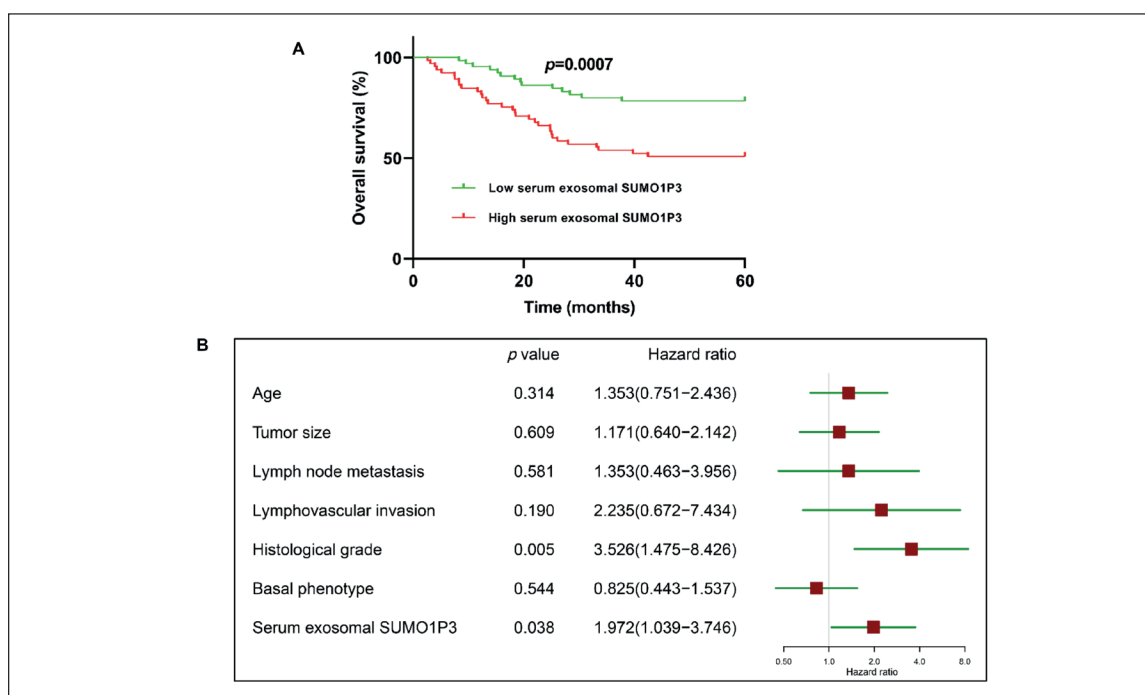 A
p=0.0007
Overall survival (%)
100
50
0
Low serum exosomal SUMO1P3
High serum exosomal SUMO1P3
0 20 40 60
Time (months)
B
p value Hazard ratio
Age 0.314 1.353(0.751−2.436)
Tumor size 0.609 1.171(0.640−2.142)
Lymph node metastasis 0.581 1.353(0.463−3.956)
Lymphovascular invasion 0.190 2.235(0.672−7.434)
Histological grade 0.005 3.526(1.475−8.426)
Basal phenotype 0.544 0.825(0.443−1.537)
Serum exosomal SUMO1P3 0.038 1.972(1.039−3.746)
0.50 1.0 2.0 4.0 8.0
Hazard ratio